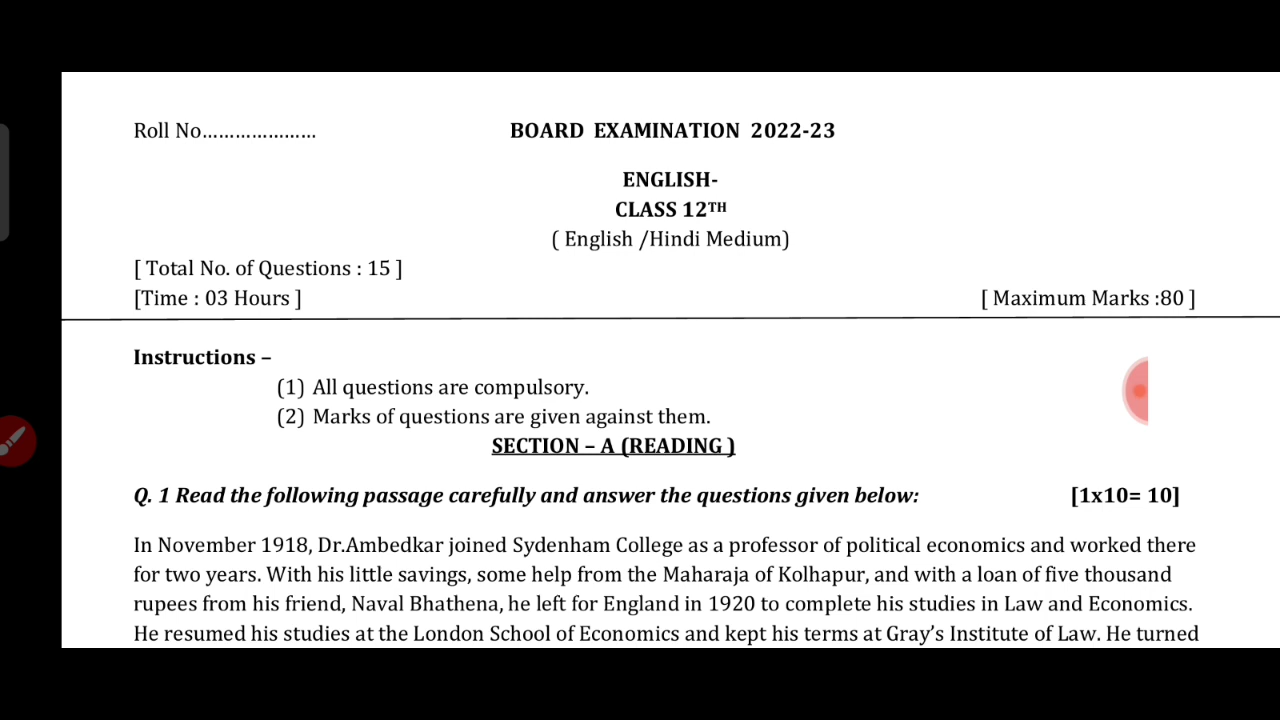 Roll No.................... BOARD EXAMINATION 2022-23
ENGLISH-
CLASS 12TH
( English /Hindi Medium)
[ Total No. of Questions : 15 ]
[Time : 03 Hours ] [ Maximum Marks :80 ]
Instructions –
(1) All questions are compulsory.
(2) Marks of questions are given against them.
SECTION – A (READING )
Q. 1 Read the following passage carefully and answer the questions given below: [1x10= 10]
In November 1918, Dr.Ambedkar joined Sydenham College as a professor of political economics and worked there
for two years. With his little savings, some help from the Maharaja of Kolhapur, and with a loan of five thousand
rupees from his friend, Naval Bhathena, he left for England in 1920 to complete his studies in Law and Economics.
He resumed his studies at the London School of Economics and kept his terms at Gray’s Institute of Law. He turned